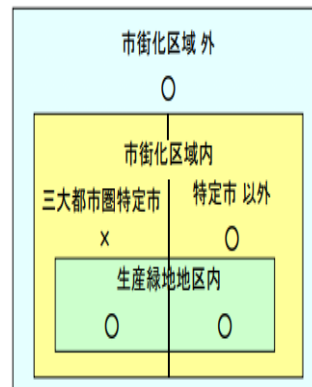 市街化区域 外
○
市街化区域内
三大都市圏特定市 特定市 以外
× ○
生産緑地地区内
○ ○